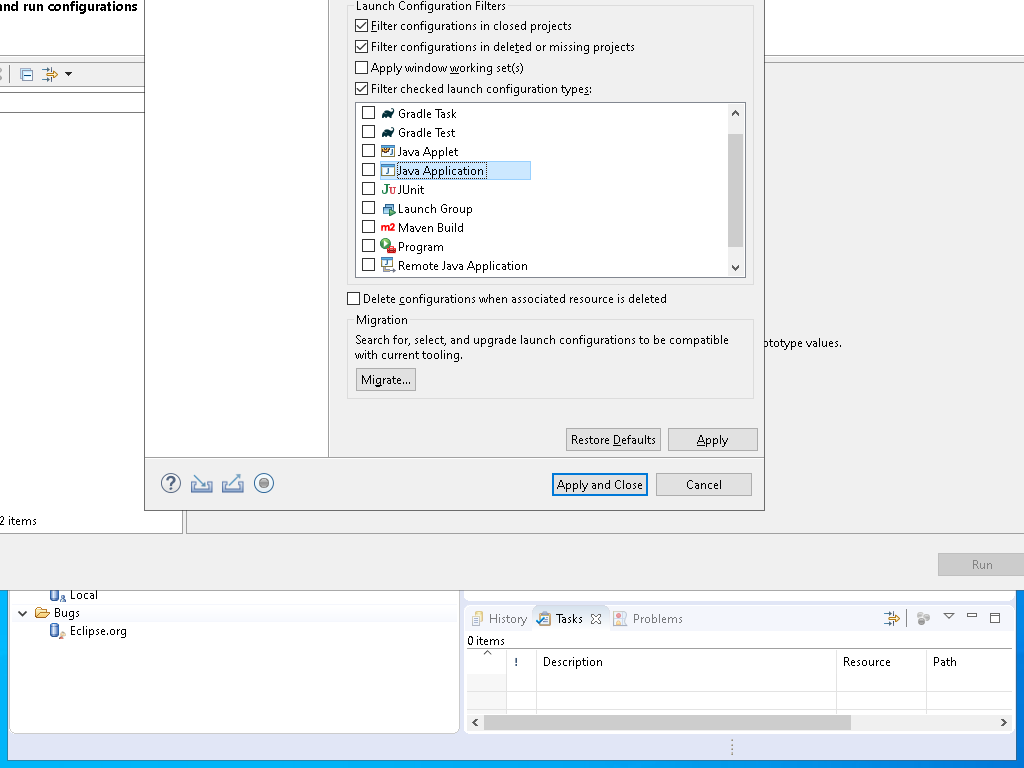 and run configurations
Launch Configuration Filters
Filter configurations in closed projects
Filter configurations in deleted or missing projects
Apply window working set(s)
Filter checked launch configuration types:
Gradle Task
Gradle Test
Java Applet
Java Application
JUnit
Launch Group
Maven Build
Program
Remote Java Application
Delete configurations when associated resource is deleted
Migration
Search for, select, and upgrade launch configurations to be compatible
with current tooling.
ototype values.
Migrate...
Restore Defaults
Apply
Apply and Close
Cancel
2 items
Run
Local
Bugs
Eclipse.org
History
Tasks
Problems
0 items
!
Description
Resource
Path